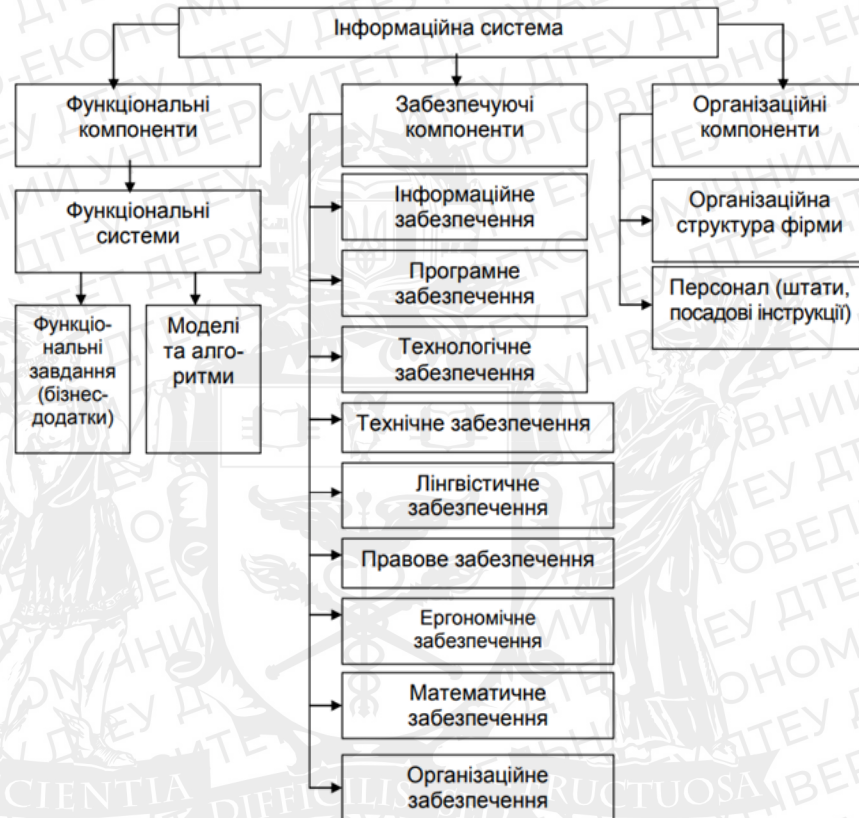 Інформаційна система
Функціональні
компоненти
Функціональні
системи
Функціо-
нальні
завдання
(бізнес-
додатки)
Моделі
та алго-
ритми
Забезпечуючі
компоненти
Інформаційне
забезпечення
Програмне
забезпечення
Технологічне
забезпечення
Технічне забезпечення
Лінгвістичне
забезпечення
Правове забезпечення
Ергономічне
забезпечення
Математичне
забезпечення
Організаційне
забезпечення
Організаційні
компоненти
Організаційна
структура фірми
Персонал (штати,
посадові інструкції)